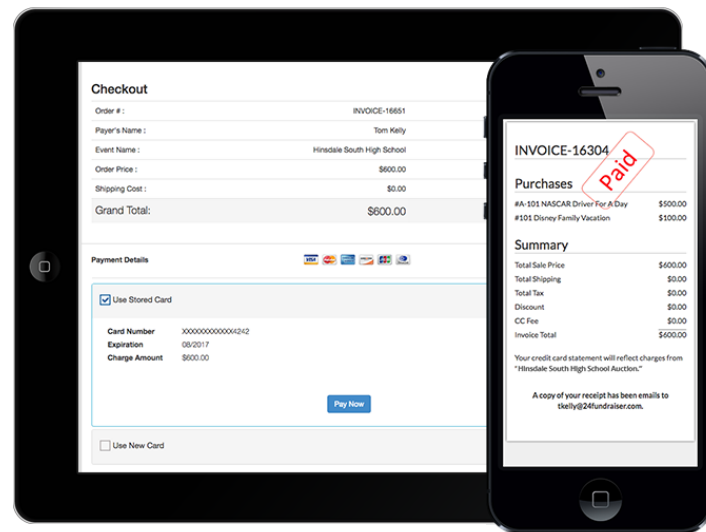 Checkout
Order # : INVOICE-16651
Payer's Name : Tom Kelly
Event Name : Hinsdale South High School
Order Price : $600.00
Shipping Cost : $0.00
Grand Total: $600.00
Payment Details VISA
Use Stored Card
Card Number XXXXXXXXXXXX4242
Expiration 08/2017
Charge Amount $600.00
Pay Now
Use New Card
INVOICE-16304
Paid
Purchases
#A-101 NASCAR Driver For A Day $500.00
#101 Disney Family Vacation $100.00
Summary
Total Sale Price $600.00
Total Shipping $0.00
Total Tax $0.00
Discount $0.00
CC Fee $0.00
Invoice Total $600.00
Your credit card statement will reflect charges from
"Hinsdale South High School Auction."
A copy of your receipt has been emails to
tkelly@24fundraiser.com.